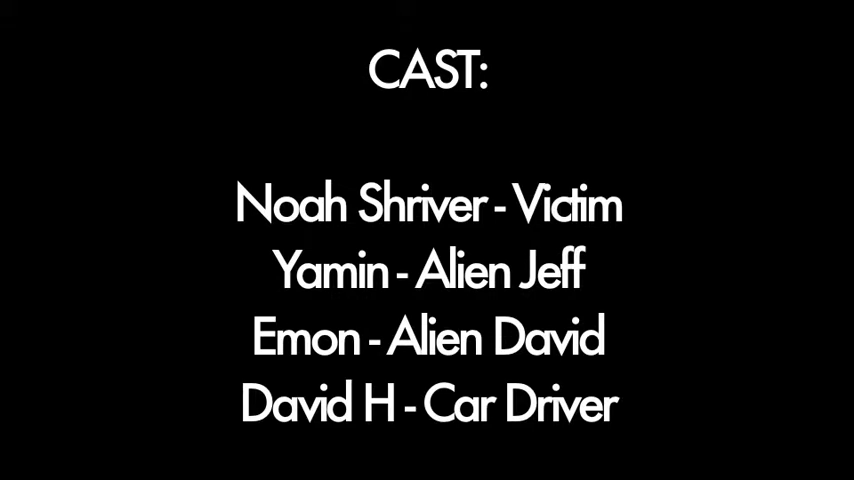 CAST:
Noah Shriver - Victim
Yamin - Alien Jeff
Emon - Alien David
David H - Car Driver